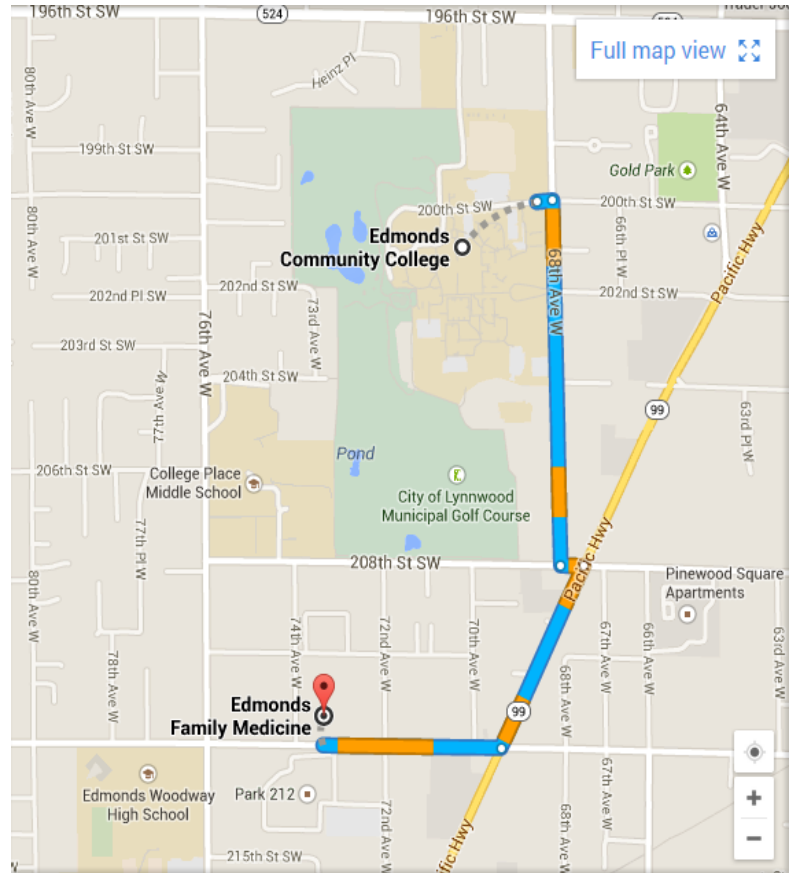 196th St SW
524
196th St SW
524
Full map view
80th Ave W
Heinz Pl
64th Ave W
199th St SW
Gold Park
80th Ave W
200th St SW
200th St SW
201st St SW
Edmonds
Community College
66th Pl W
Pacific Hwy
68th Ave W
202nd St SW
202nd Pl SW
202nd St SW
73rd Ave W
76th Ave W
203rd St SW
204th St SW
77th Ave W
99
63rd Pl W
Pond
206th St SW
College Place
Middle School
City of Lynnwood
Municipal Golf Course
77th Pl W
Pacific Hwy
208th St SW
80th Ave W
Pinewood Square
Apartments
74th Ave W
72nd Ave W
70th Ave W
67th Ave W
66th Ave W
63rd Ave W
78th Ave W
68th Ave W
Edmonds
Family Medicine
99
Edmonds Woodway
High School
Park 212
72nd Ave W
68th Ave W
67th Ave W
215th St SW